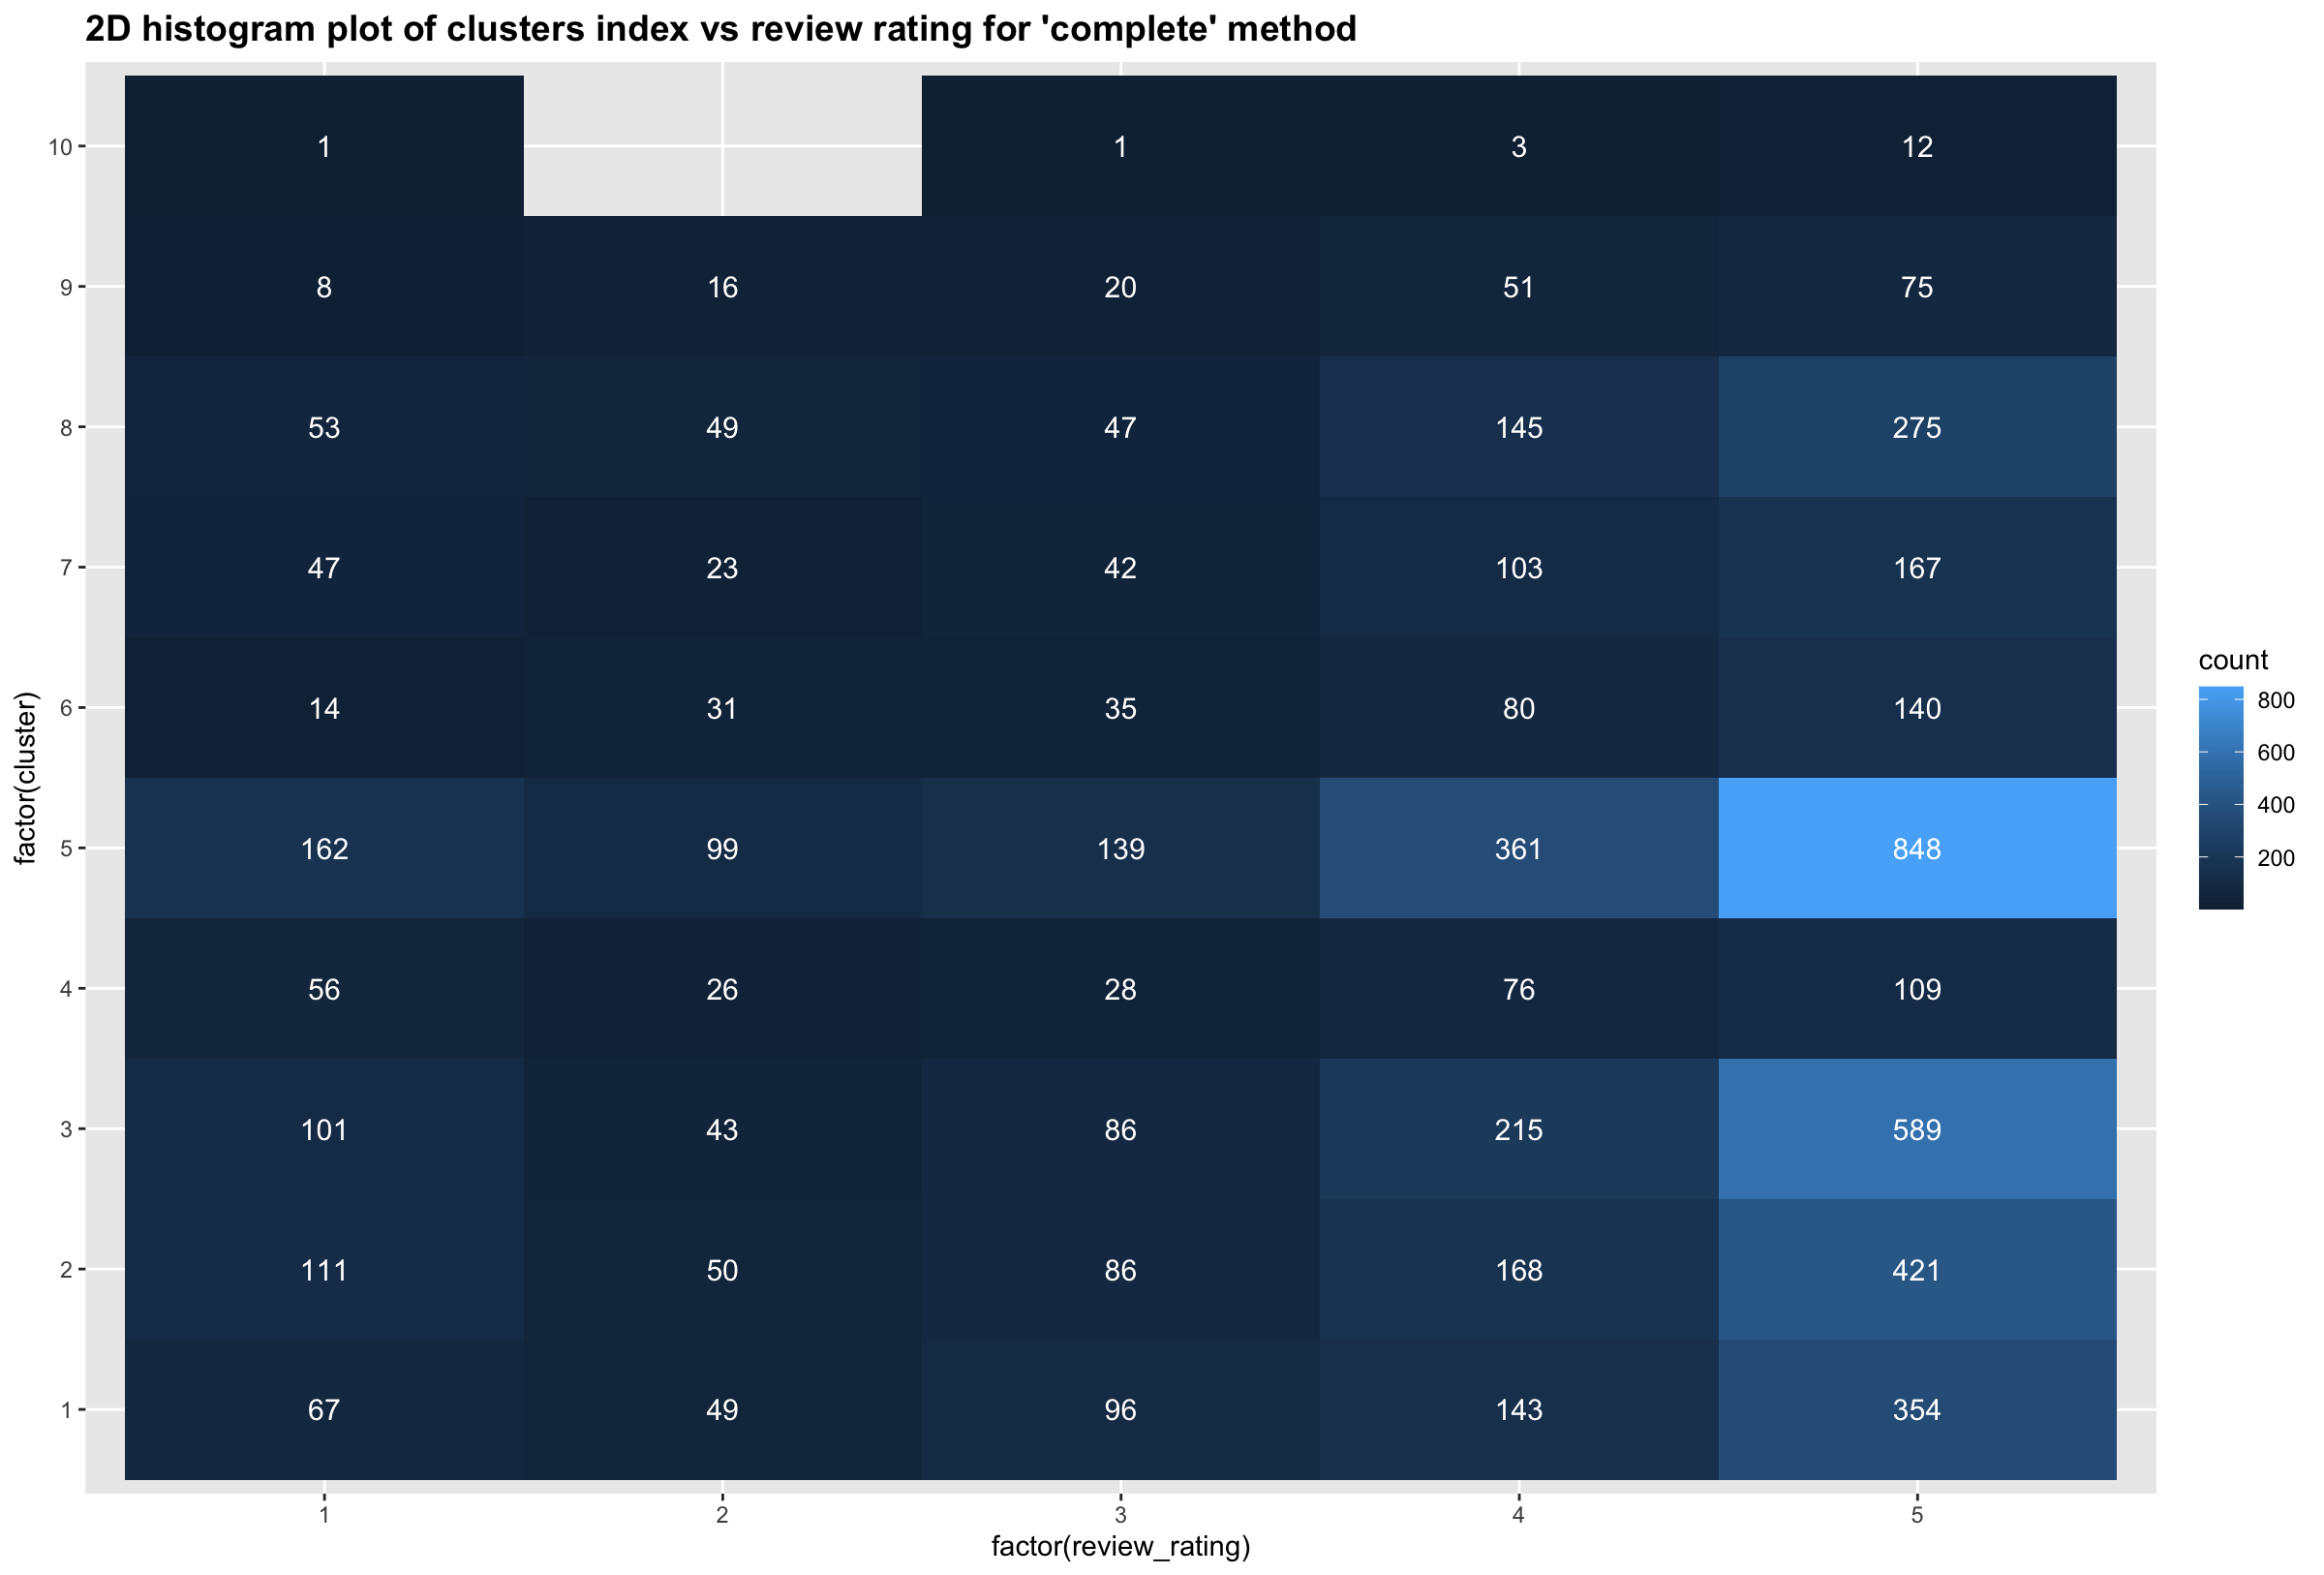 2D histogram plot of clusters index vs review rating for 'complete' method
factor(cluster)
10 1 1 3 12
9 8 16 20 51 75
8 53 49 47 145 275
7 47 23 42 103 167
6 14 31 35 80 140
5 162 99 139 361 848
4 56 26 28 76 109
3 101 43 86 215 589
2 111 50 86 168 421
1 67 49 96 143 354
1 2 3 4 5
factor(review_rating)
count
800
600
400
200